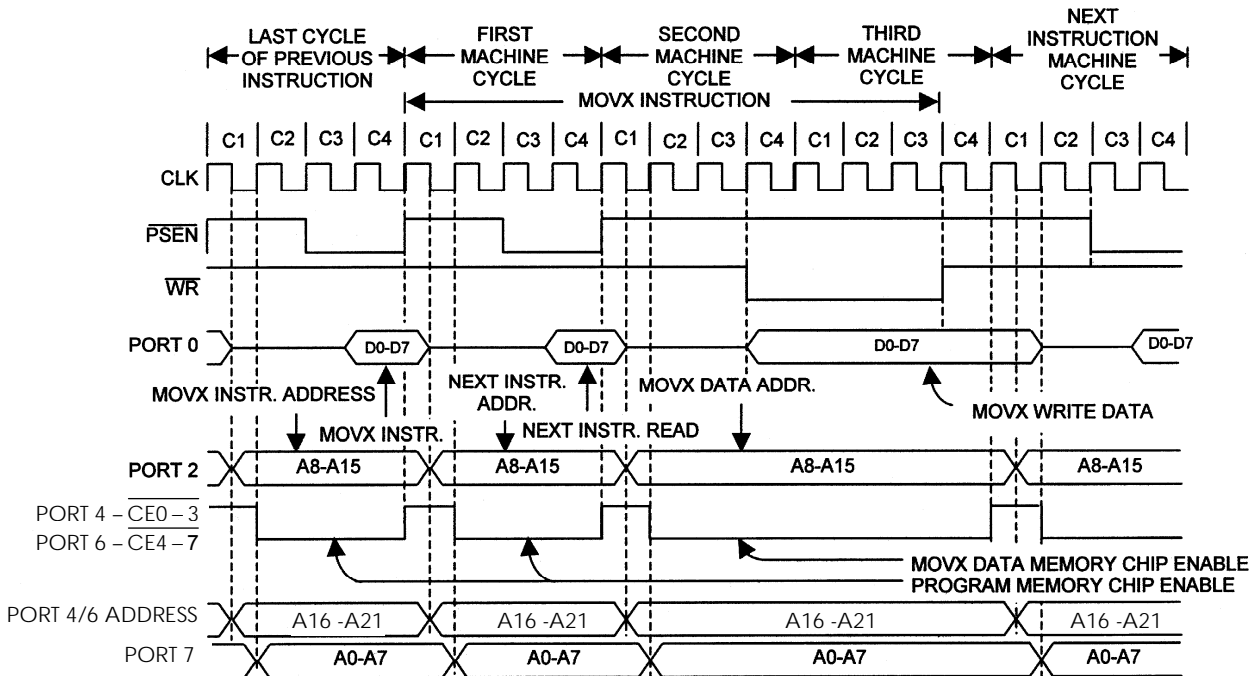 LAST CYCLE OF PREVIOUS INSTRUCTION
FIRST MACHINE CYCLE
SECOND MACHINE CYCLE
THIRD MACHINE CYCLE
NEXT INSTRUCTION MACHINE CYCLE
MOVX INSTRUCTION
C1 C2 C3 C4 C1 C2 C3 C4 C1 C2 C3 C4 C1 C2 C3 C4 C1 C2 C3 C4
CLK
PSEN
WR
PORT 0
D0-D7 D0-D7 D0-D7 D0-D7
MOVX INSTR. ADDRESS
MOVX INSTR.
NEXT INSTR. ADDR.
NEXT INSTR. READ
MOVX DATA ADDR.
MOVX WRITE DATA
PORT 2
A8-A15 A8-A15 A8-A15 A8-A15
PORT 4 – CE0 – 3
PORT 6 – CE4 – 7
MOVX DATA MEMORY CHIP ENABLE
PROGRAM MEMORY CHIP ENABLE
PORT 4/6 ADDRESS
A16 -A21 A16 -A21 A16 -A21 A16 -A21
PORT 7
A0-A7 A0-A7 A0-A7 A0-A7